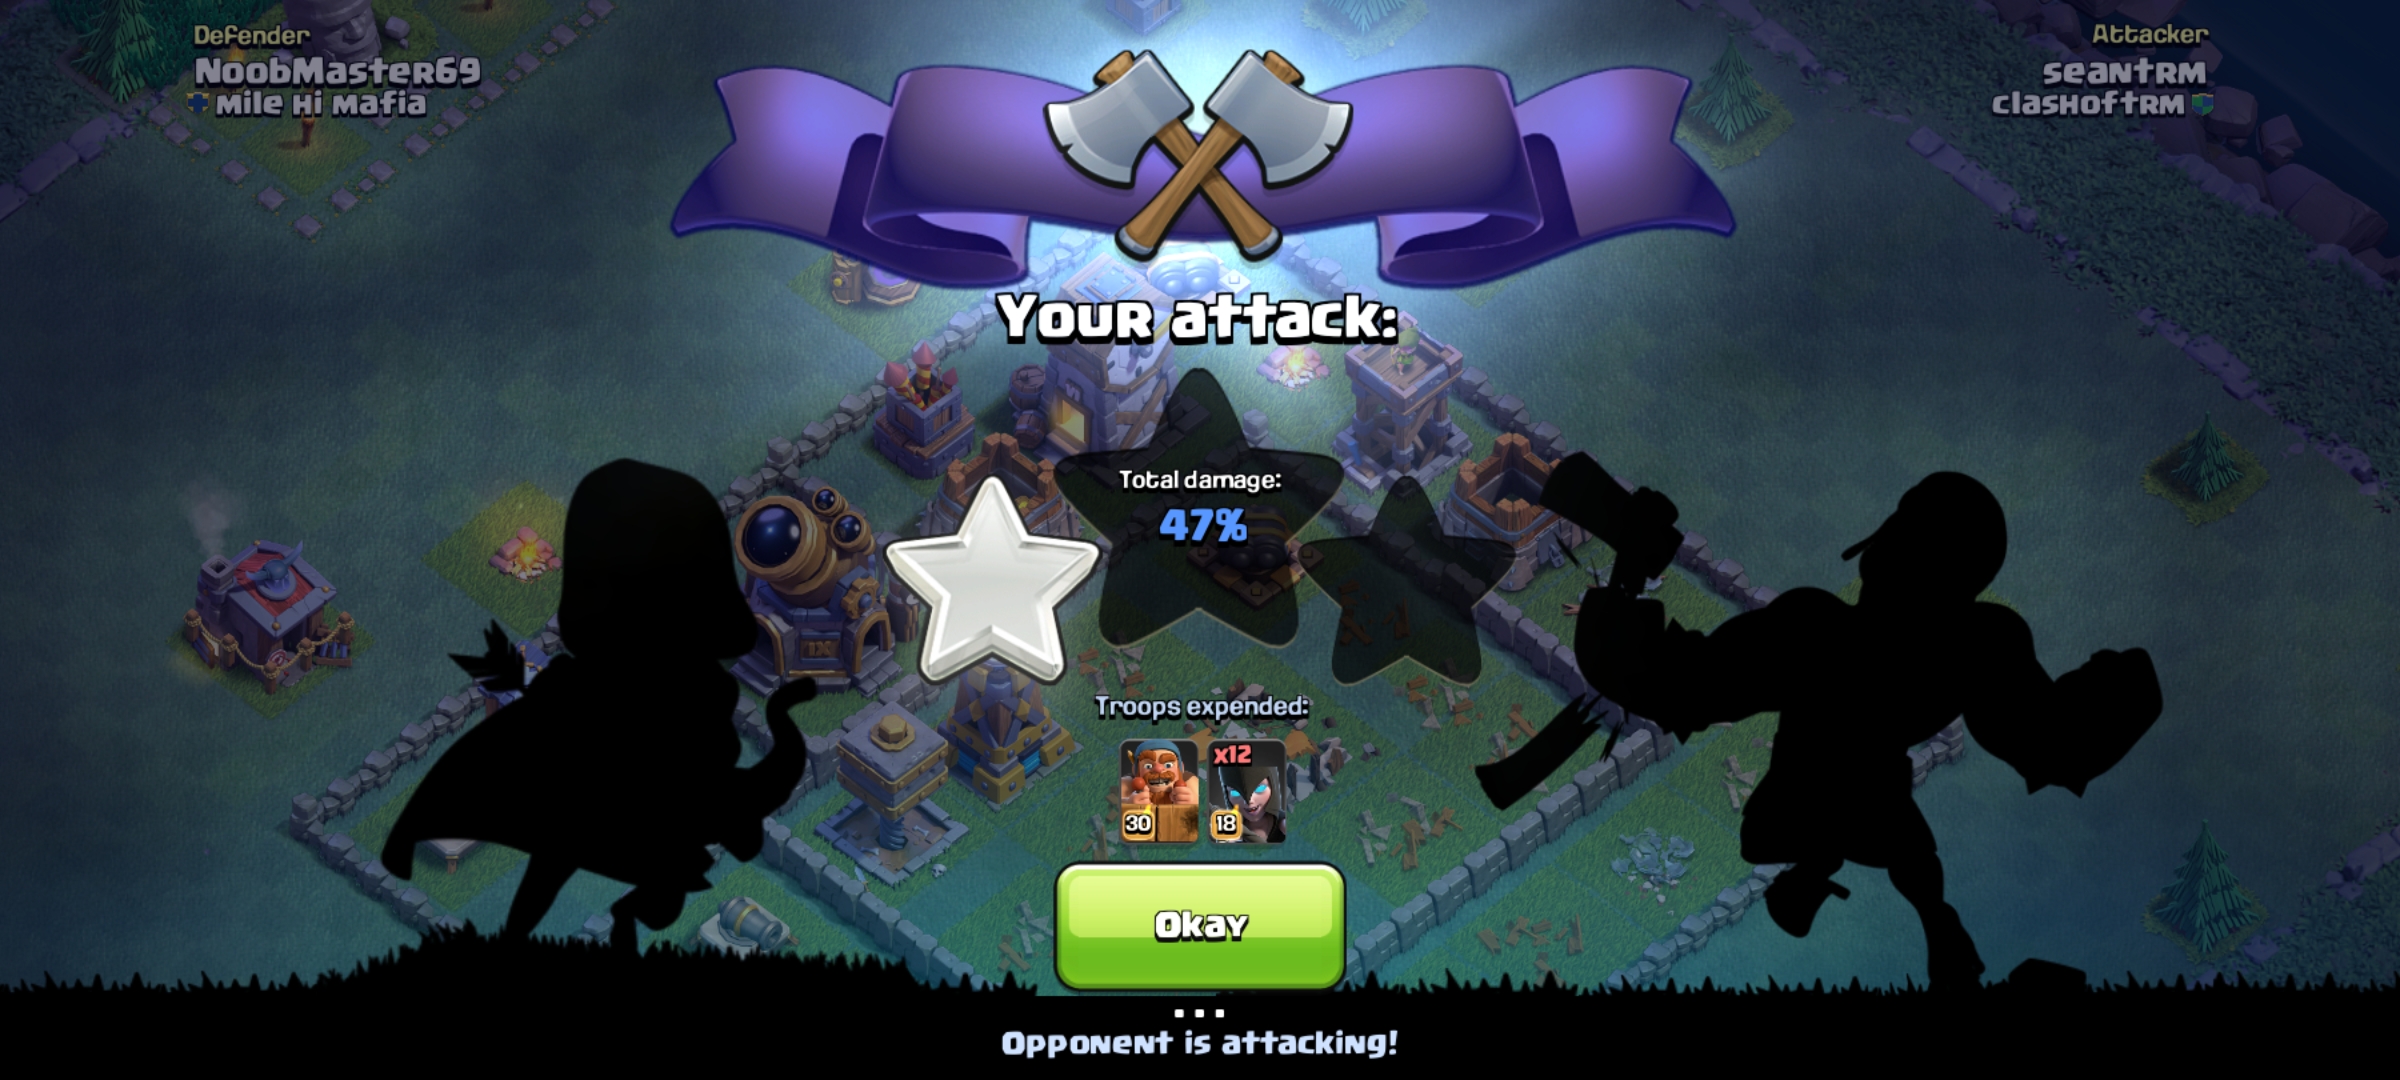 Defender
NoobMaster69
Mile Hi Mafia
Attacker
seantRM
clashoftRM
Your attack:
Total damage:
47%
Troops expended:
x12
30
18
Okay
...
Opponent is attacking!